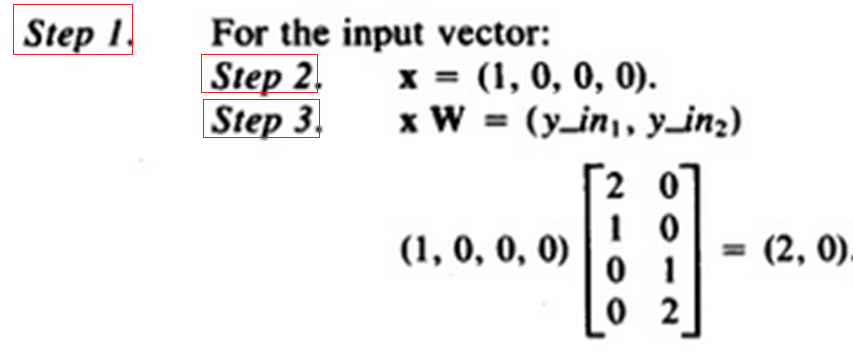 Step 1. For the input vector:
Step 2. x = (1, 0, 0, 0).
Step 3. x W = (y_in₁, y_in₂)
2 0
1 0
(1, 0, 0, 0) = (2, 0).
0 1
0 2